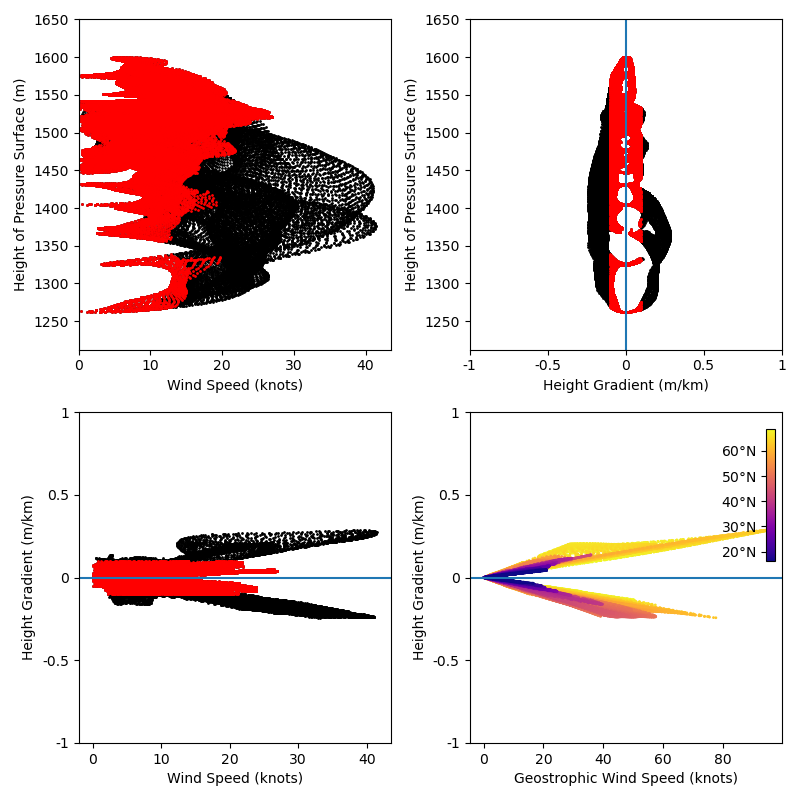 1650
1600
1550
1500
1450
1400
1350
1300
1250
Height of Pressure Surface (m)
0 10 20 30 40
Wind Speed (knots)
1650
1600
1550
1500
1450
1400
1350
1300
1250
Height of Pressure Surface (m)
-1 -0.5 0 0.5 1
Height Gradient (m/km)
1
0.5
0
-0.5
-1
Height Gradient (m/km)
0 10 20 30 40
Wind Speed (knots)
1
0.5
0
-0.5
-1
Height Gradient (m/km)
60°N
50°N
40°N
30°N
20°N
0 20 40 60 80
Geostrophic Wind Speed (knots)